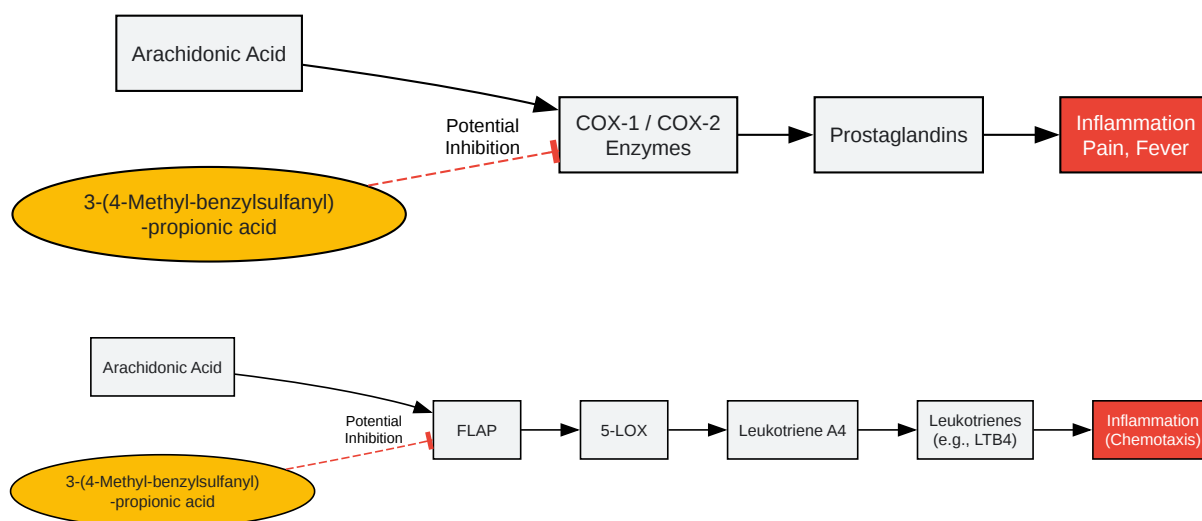 Arachidonic Acid
Potential
Inhibition
COX-1 / COX-2
Enzymes
Prostaglandins
Inflammation
Pain, Fever
3-(4-Methyl-benzylsulfanyl)
-propionic acid
Arachidonic Acid
Potential
Inhibition
FLAP
5-LOX
Leukotriene A4
Leukotrienes
(e.g., LTB4)
Inflammation
(Chemotaxis)
3-(4-Methyl-benzylsulfanyl)
-propionic acid